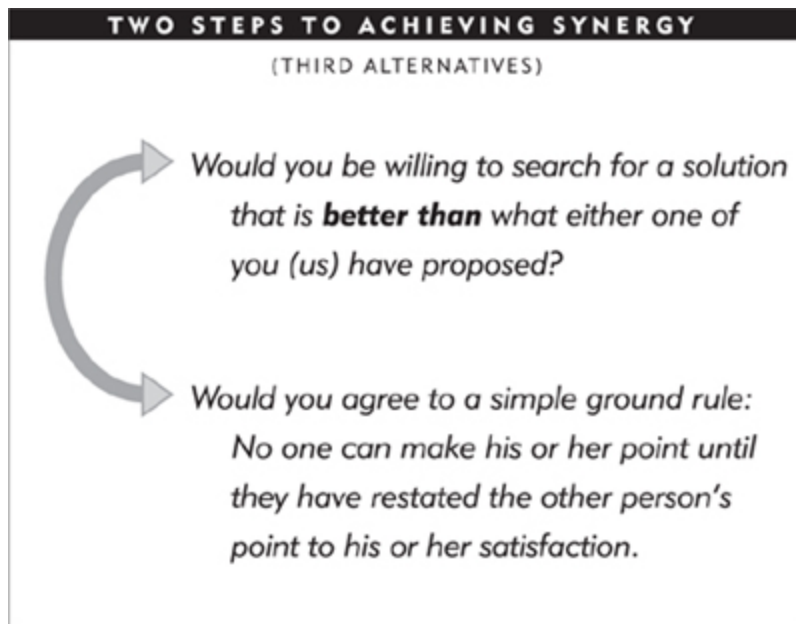 TWO STEPS TO ACHIEVING SYNERGY
(THIRD ALTERNATIVES)
Would you be willing to search for a solution
that is better than what either one of
you (us) have proposed?
Would you agree to a simple ground rule:
No one can make his or her point until
they have restated the other person's
point to his or her satisfaction.